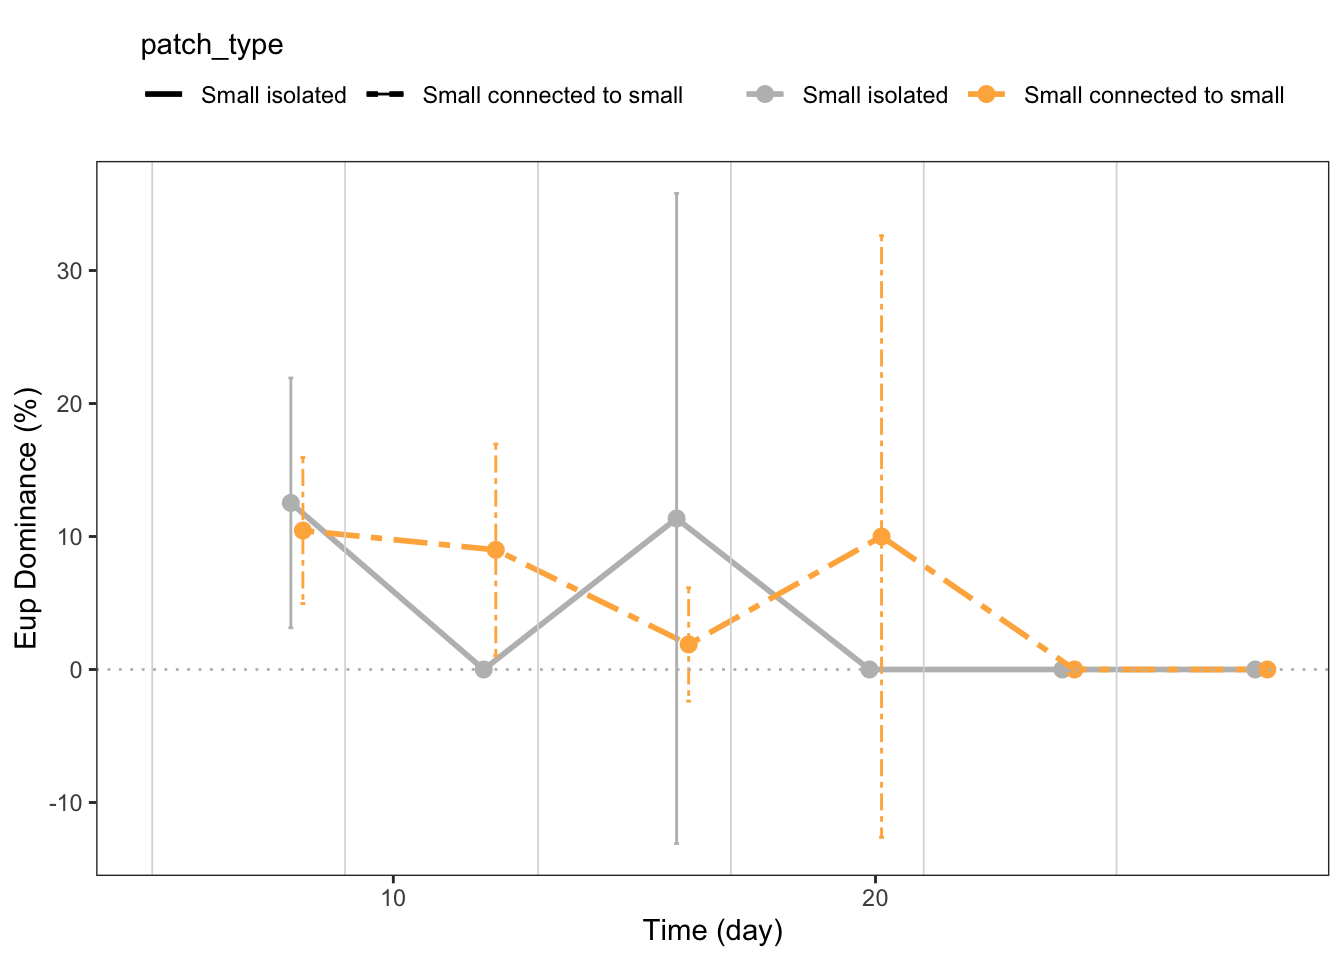 patch_type
Small isolated Small connected to small Small isolated Small connected to small
30
20
10
0
-10
Eup Dominance (%)
10 20
Time (day)